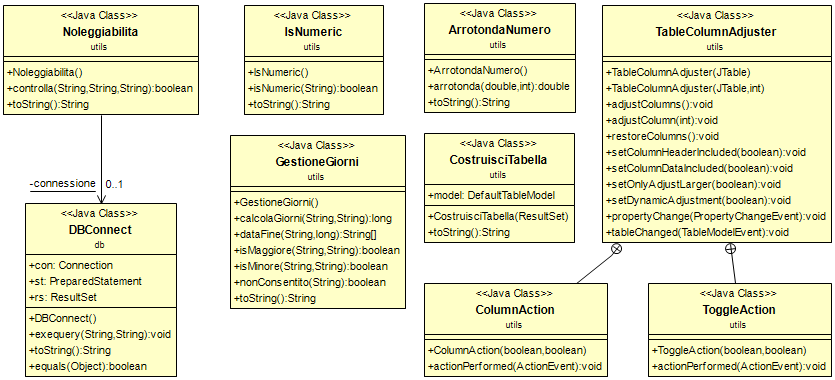 <<Java Class>>
Noleggiabilita
utils
+Noleggiabilita()
+controlla(String,String,String):boolean
+toString():String
<<Java Class>>
IsNumeric
utils
+IsNumeric()
+isNumeric(String):boolean
+toString():String
<<Java Class>>
ArrotondaNumero
utils
+ArrotondaNumero()
+arrotonda(double,int):double
+toString():String
<<Java Class>>
TableColumnAdjuster
utils
+TableColumnAdjuster(JTable)
+TableColumnAdjuster(JTable,int)
+adjustColumns():void
+adjustColumn(int):void
+restoreColumns():void
+setColumnHeaderIncluded(boolean):void
+setColumnDataIncluded(boolean):void
+setOnlyAdjustLarger(boolean):void
+setDynamicAdjustment(boolean):void
+propertyChange(PropertyChangeEvent):void
+tableChanged(TableModelEvent):void
<<Java Class>>
GestioneGiorni
utils
+GestioneGiorni()
+calcolaGiorni(String,String):long
+dataFine(String,long):String[]
+isMaggiore(String,String):boolean
+isMinore(String,String):boolean
+nonConsentito(String):boolean
+toString():String
<<Java Class>>
CostruisciTabella
utils
+model: DefaultTableModel
+CostruisciTabella(ResultSet)
+toString():String
-connessione 0..1
<<Java Class>>
DBConnect
db
+con: Connection
+st: PreparedStatement
+rs: ResultSet
+DBConnect()
+exequery(String,String):void
+toString():String
+equals(Object):boolean
<<Java Class>>
ColumnAction
utils
+ColumnAction(boolean,boolean)
+actionPerformed(ActionEvent):void
<<Java Class>>
ToggleAction
utils
+ToggleAction(boolean,boolean)
+actionPerformed(ActionEvent):void